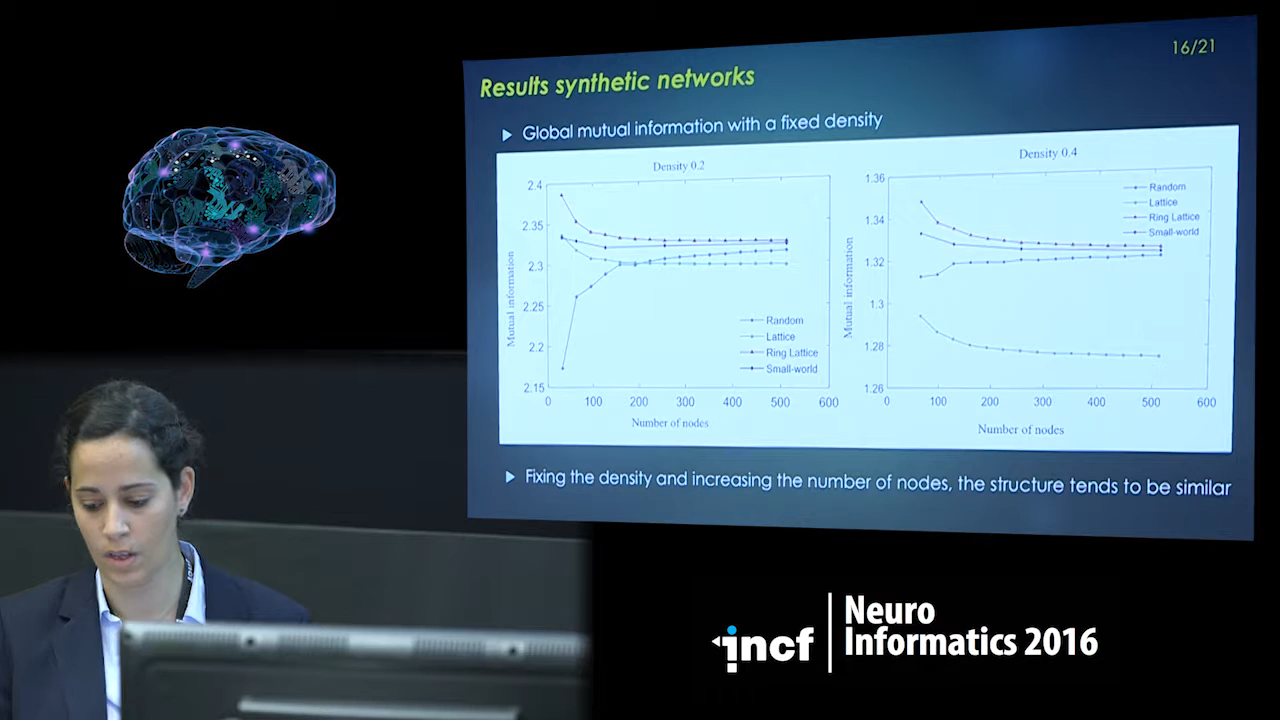 16/21
Results synthetic networks
Global mutual information with a fixed density
Density 0.2
2.4
2.35
2.3
2.25
2.2
2.15
0 100 200 300 400 500 600
Mutual information
Number of nodes
Random
Lattice
Ring Lattice
Small-world
Density 0.4
1.36
1.34
1.32
1.3
1.28
1.26
0 100 200 300 400 500 600
Mutual information
Number of nodes
Random
Lattice
Ring Lattice
Small-world
Fixing the density and increasing the number of nodes, the structure tends to be similar
incf
Neuro
Informatics 2016